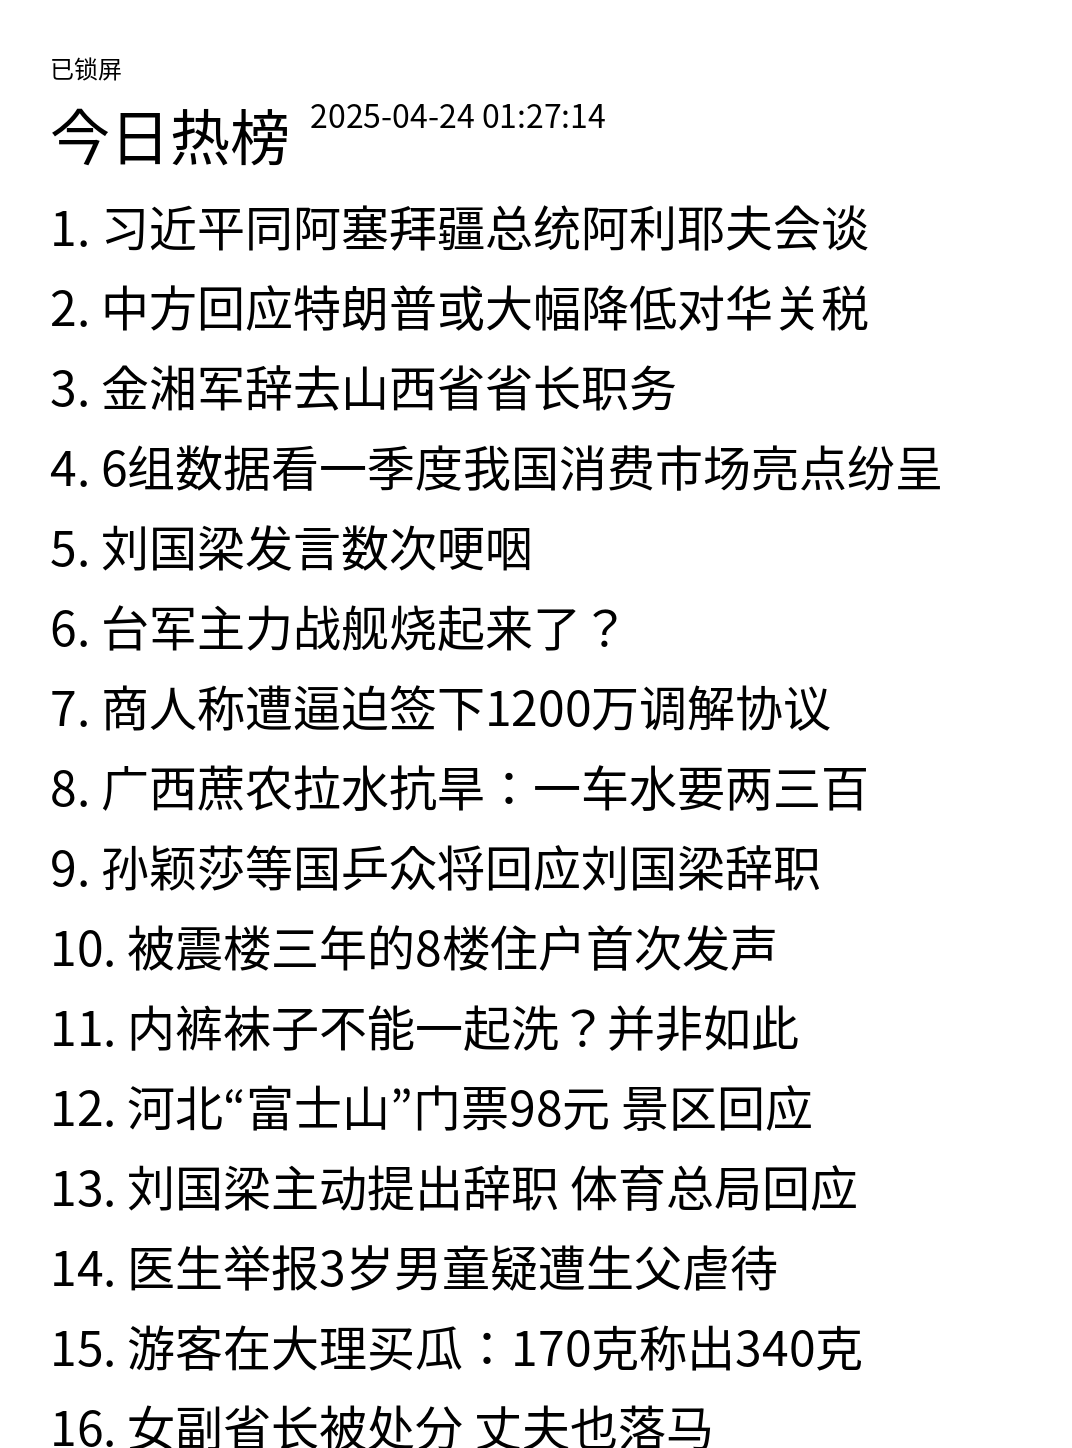 已锁屏
今日热榜 2025-04-24 01:27:14
1. 习近平同阿塞拜疆总统阿利耶夫会谈
2. 中方回应特朗普或大幅降低对华关税
3. 金湘军辞去山西省省长职务
4. 6组数据看一季度我国消费市场亮点纷呈
5. 刘国梁发言数次哽咽
6. 台军主力战舰烧起来了？
7. 商人称遭逼迫签下1200万调解协议
8. 广西蔗农拉水抗旱：一车水要两三百
9. 孙颖莎等国乒众将回应刘国梁辞职
10. 被震楼三年的8楼住户首次发声
11. 内裤袜子不能一起洗？并非如此
12. 河北“富士山”门票98元 景区回应
13. 刘国梁主动提出辞职 体育总局回应
14. 医生举报3岁男童疑遭生父虐待
15. 游客在大理买瓜：170克称出340克
16. 女副省长被处分 丈夫也落马